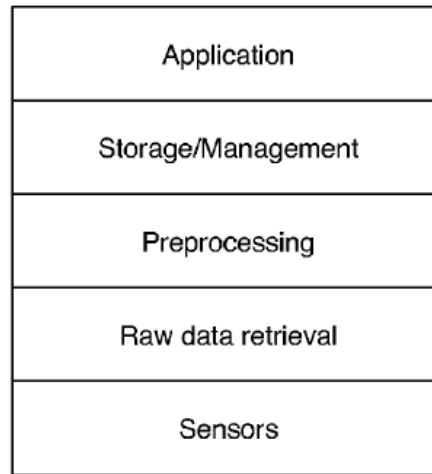 Application
Storage/Management
Preprocessing
Raw data retrieval
Sensors